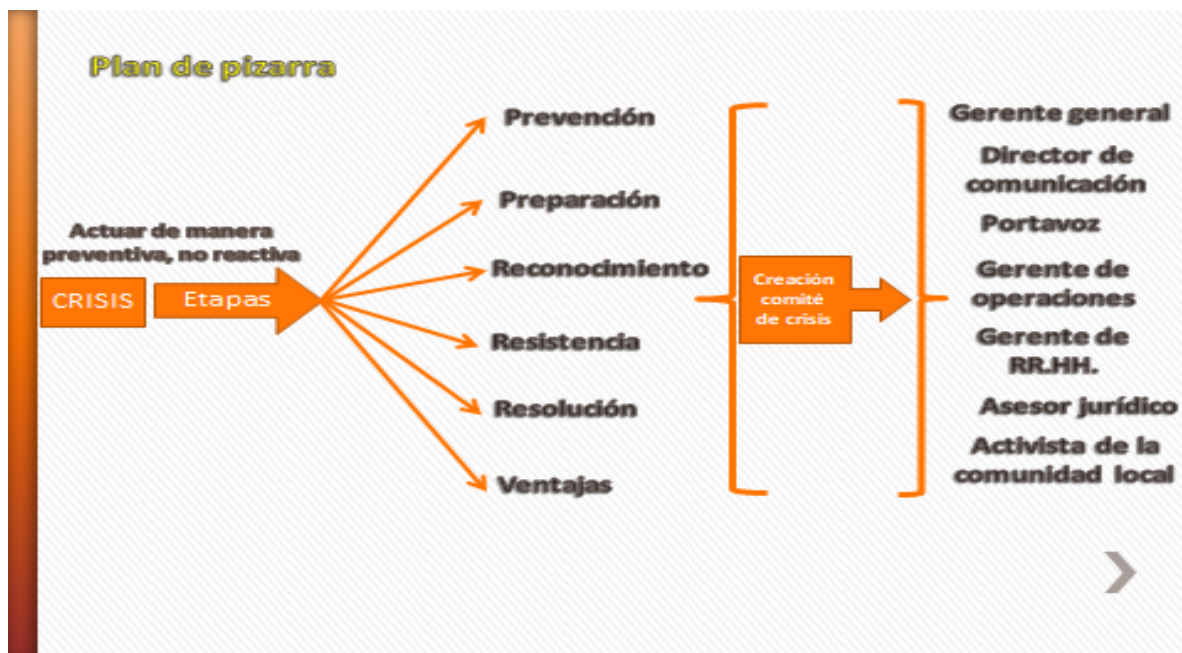 Plan de pizarra
Actuar de manera
preventiva, no reactiva
CRISIS
Etapas
Prevención
Preparación
Reconocimiento
Resistencia
Resolución
Ventajas
Creación
comité
de crisis
Gerente general
Director de
comunicación
Portavoz
Gerente de
operaciones
Gerente de
RR.HH.
Asesor jurídico
Activista de la
comunidad local